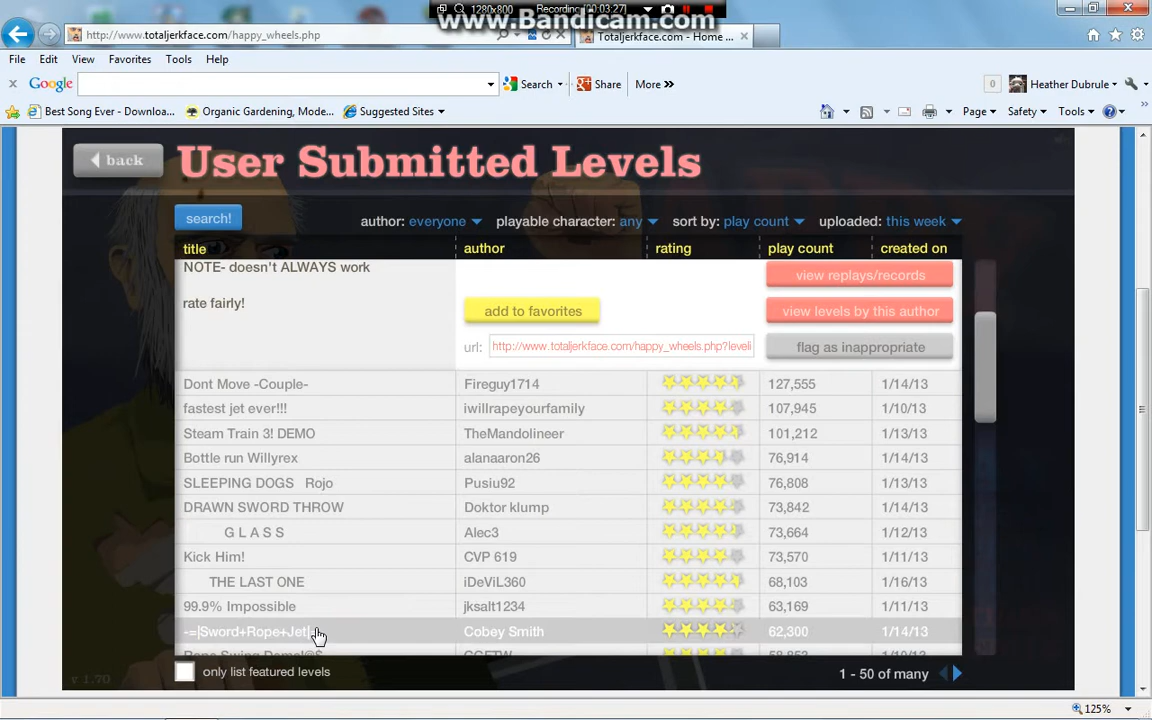 1280x800 Recording [00:03:27]
www.Bandicam.com
http://www.totaljerkface.com/happy_wheels.php
Totaljerkface.com - Home ...
File Edit View Favorites Tools Help
x Google Search Share More » 0 Heather Dubrule
Best Song Ever - Downloa... Organic Gardening, Mode... Suggested Sites Page Safety Tools
back User Submitted Levels
search! author: everyone playable character: any sort by: play count uploaded: this week
title author rating play count created on
NOTE- doesn't ALWAYS work view replays/records
rate fairly! add to favorites view levels by this author
url: http://www.totaljerkface.com/happy_wheels.php?leveli flag as inappropriate
Dont Move -Couple- Fireguy1714 127,555 1/14/13
fastest jet ever!!! iwillrapeyourfamily 107,945 1/10/13
Steam Train 3! DEMO TheMandolineer 101,212 1/13/13
Bottle run Willyrex alanaaron26 76,914 1/14/13
SLEEPING DOGS Rojo Pusiu92 76,808 1/13/13
DRAWN SWORD THROW Doktor klump 73,842 1/14/13
G L A S S Alec3 73,664 1/12/13
Kick Him! CVP 619 73,570 1/11/13
THE LAST ONE iDeViL360 68,103 1/16/13
99.9% Impossible jksalt1234 63,169 1/11/13
-=|Sword+Rope+Jet| Cobey Smith 62,300 1/14/13
only list featured levels 1 - 50 of many
v 1.70
125%